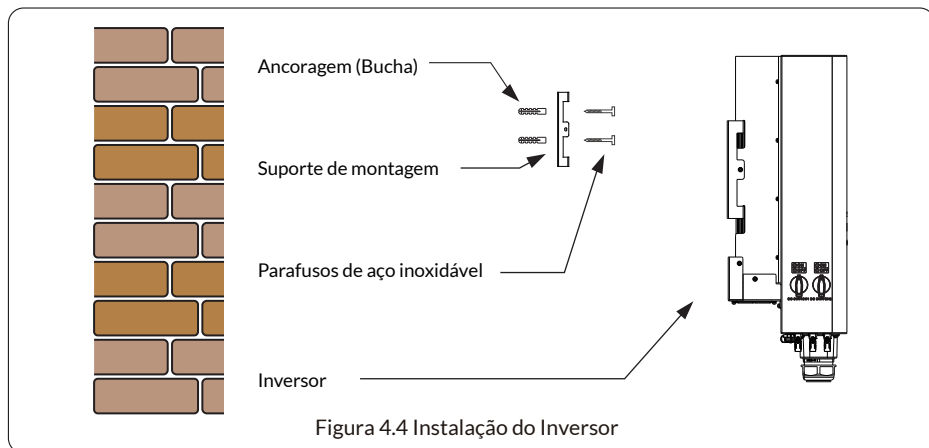 Ancoragem (Bucha)
Suporte de montagem
Parafusos de aço inoxidável
Inversor
Figura 4.4 Instalação do Inversor